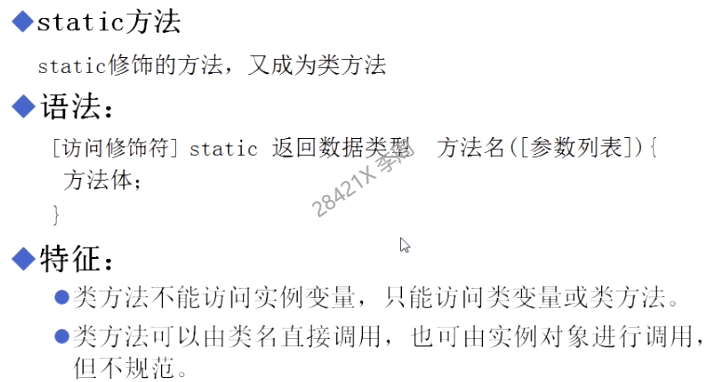 static方法
static修饰的方法，又成为类方法
语法：
[访问修饰符] static 返回数据类型 方法名([参数列表]){
方法体；
}
28421X 李
特征：
类方法不能访问实例变量，只能访问类变量或类方法。
类方法可以由类名直接调用，也可由实例对象进行调用，
但不规范。